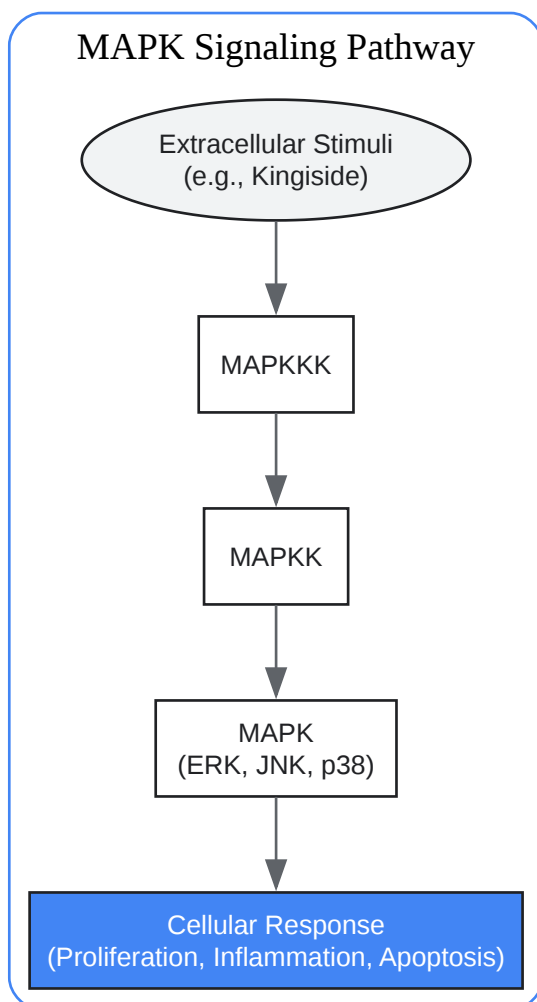 MAPK Signaling Pathway
Extracellular Stimuli
(e.g., Kingiside)
MAPKKK
MAPKK
MAPK
(ERK, JNK, p38)
Cellular Response
(Proliferation, Inflammation, Apoptosis)